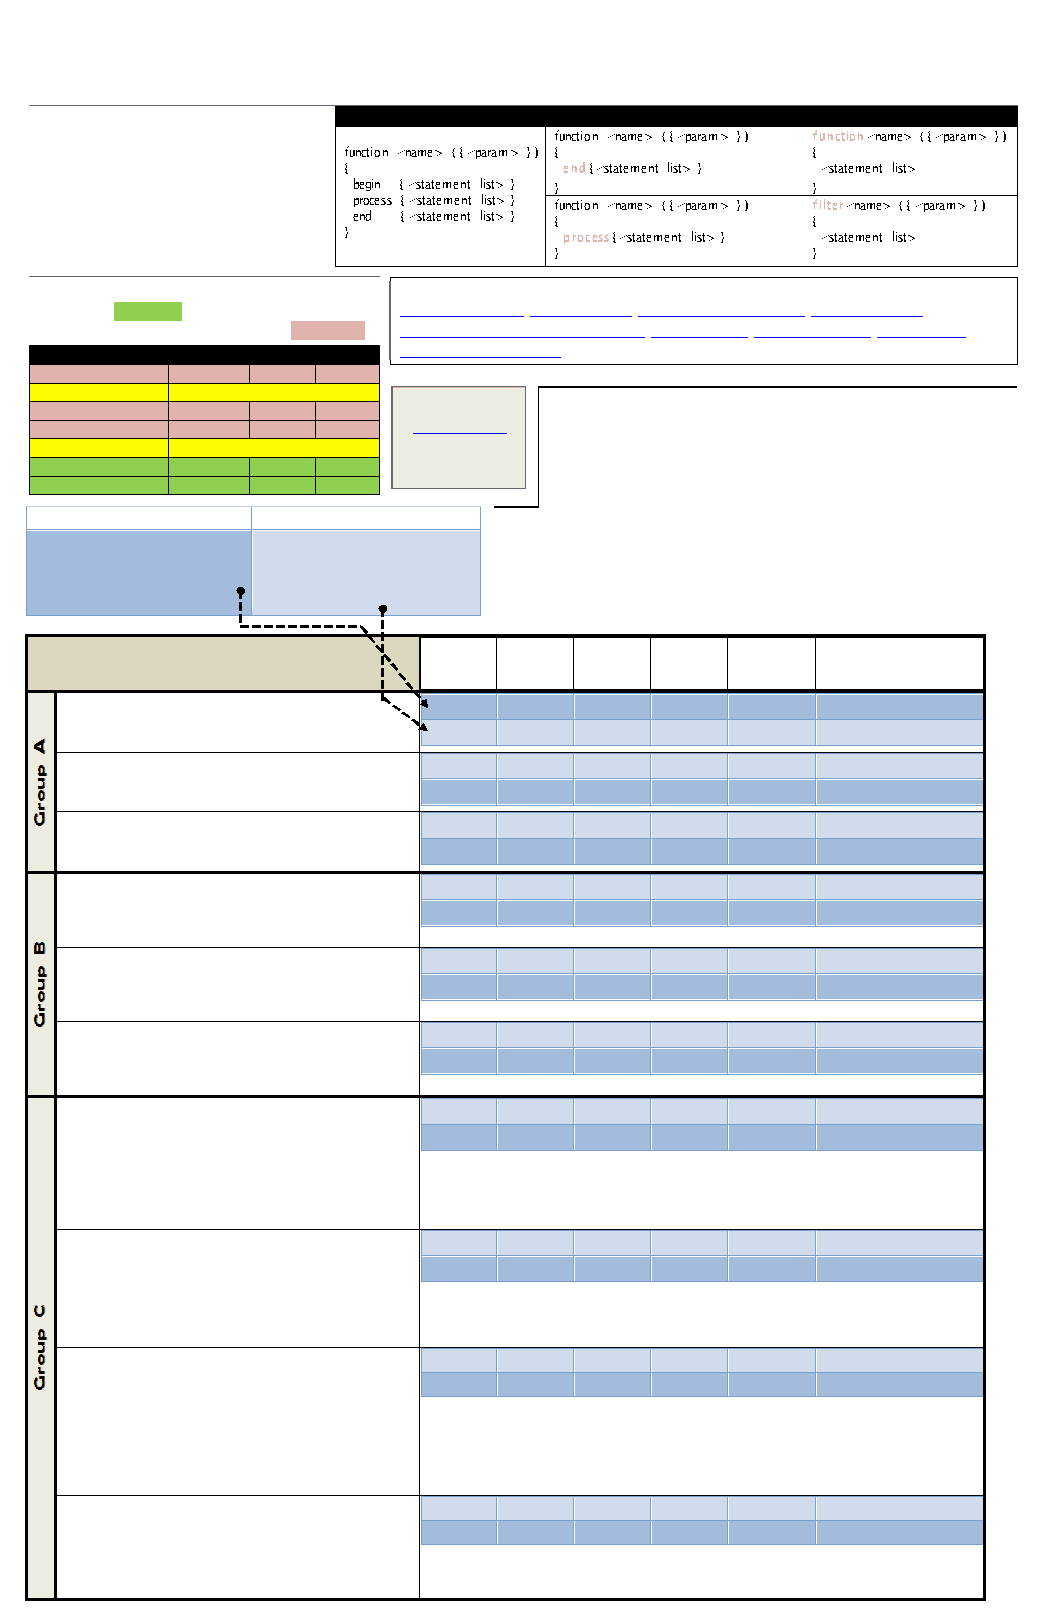 function <name> ( { <param> } )
{
begin { <statement list> }
process { <statement list> }
end { <statement list> }
}
function <name> ( { <param> } )
{
end { <statement list> }
}
function <name> ( { <param> } )
{
<statement list>
}
function <name> ( { <param> } )
{
process { <statement list> }
}
filter <name> ( { <param> } )
{
<statement list>
}
Group A
Group B
Group C